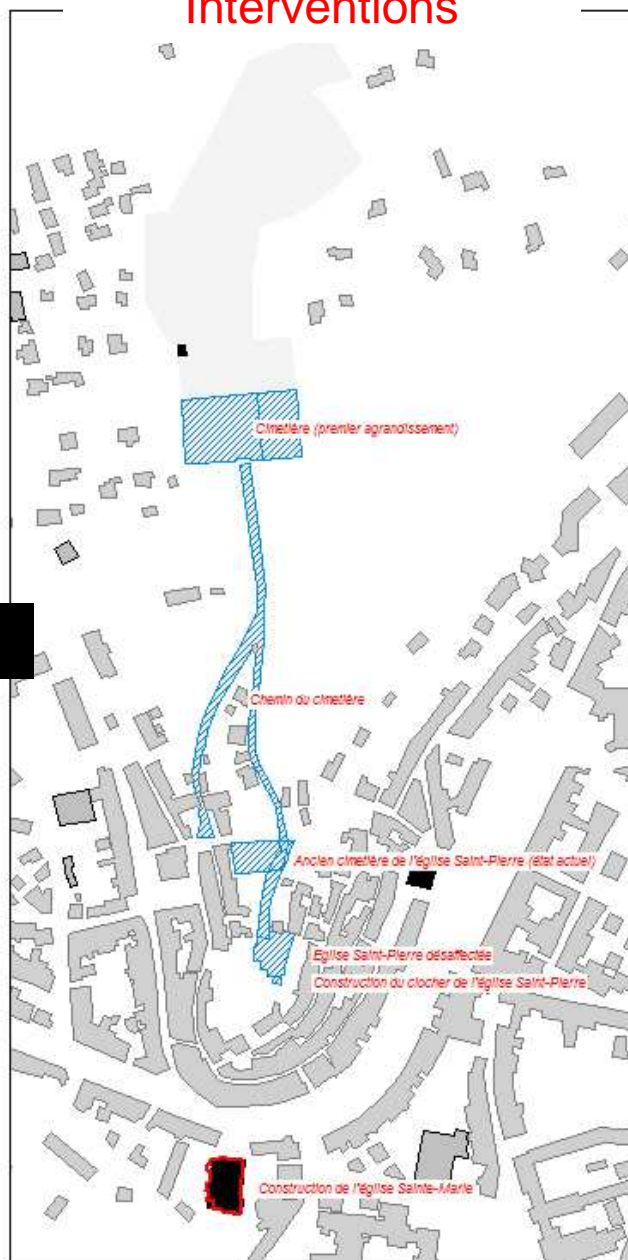 Interventions
Cimetière (premier agrandissement)
Chemin du cimetière
Ancien cimetière de l'église Saint-Pierre (état actuel)
Eglise Saint-Pierre désaffectée
Construction du clocher de l'église Saint-Pierre
Construction de l'église Sainte-Marie